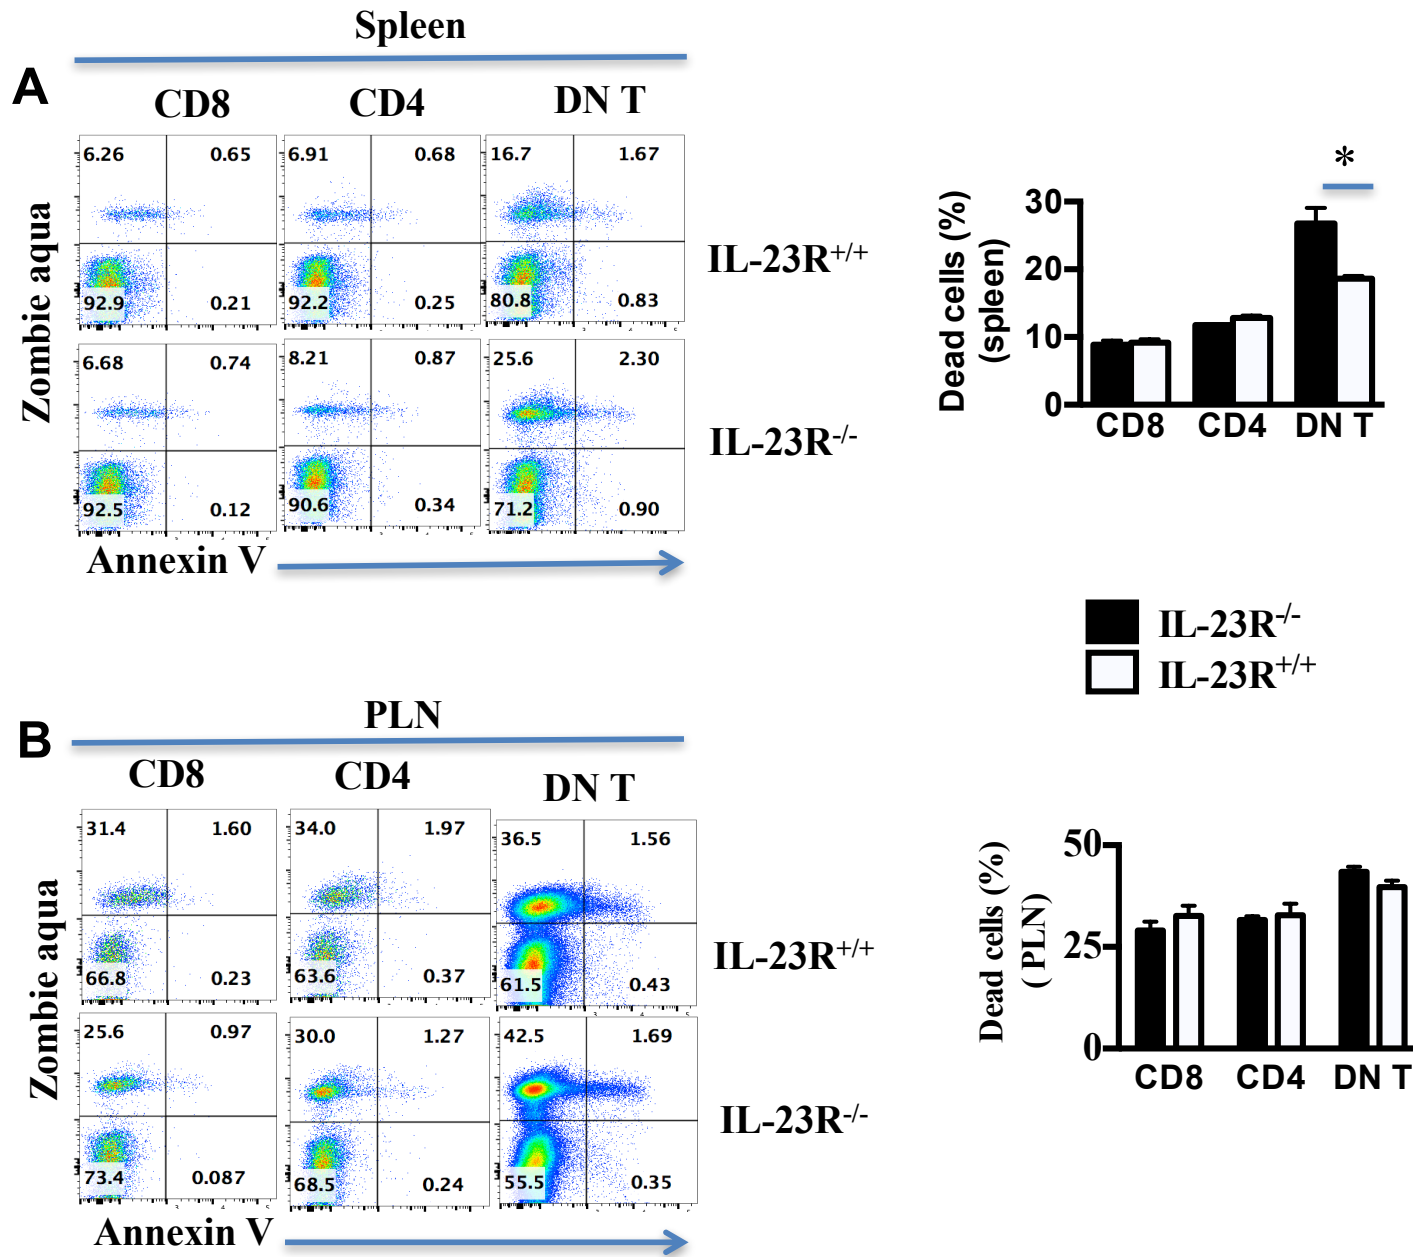 Spleen
A
CD8 CD4 DN T
Zombie aqua
6.26 0.65 6.91 0.68 16.7 1.67
92.9 0.21 92.2 0.25 80.8 0.83
IL-23R+/+
6.68 0.74 8.21 0.87 25.6 2.30
92.5 0.12 90.6 0.34 71.2 0.90
IL-23R-/-
Annexin V
*
Dead cells (%)
(spleen)
30
20
10
0
CD8 CD4 DN T
IL-23R-/-
IL-23R+/+
PLN
B
CD8 CD4 DN T
Zombie aqua
31.4 1.60 34.0 1.97 36.5 1.56
66.8 0.23 63.6 0.37 61.5 0.43
IL-23R+/+
25.6 0.97 30.0 1.27 42.5 1.69
73.4 0.087 68.5 0.24 55.5 0.35
IL-23R-/-
Annexin V
Dead cells (%)
( PLN)
50
25
0
CD8 CD4 DN T